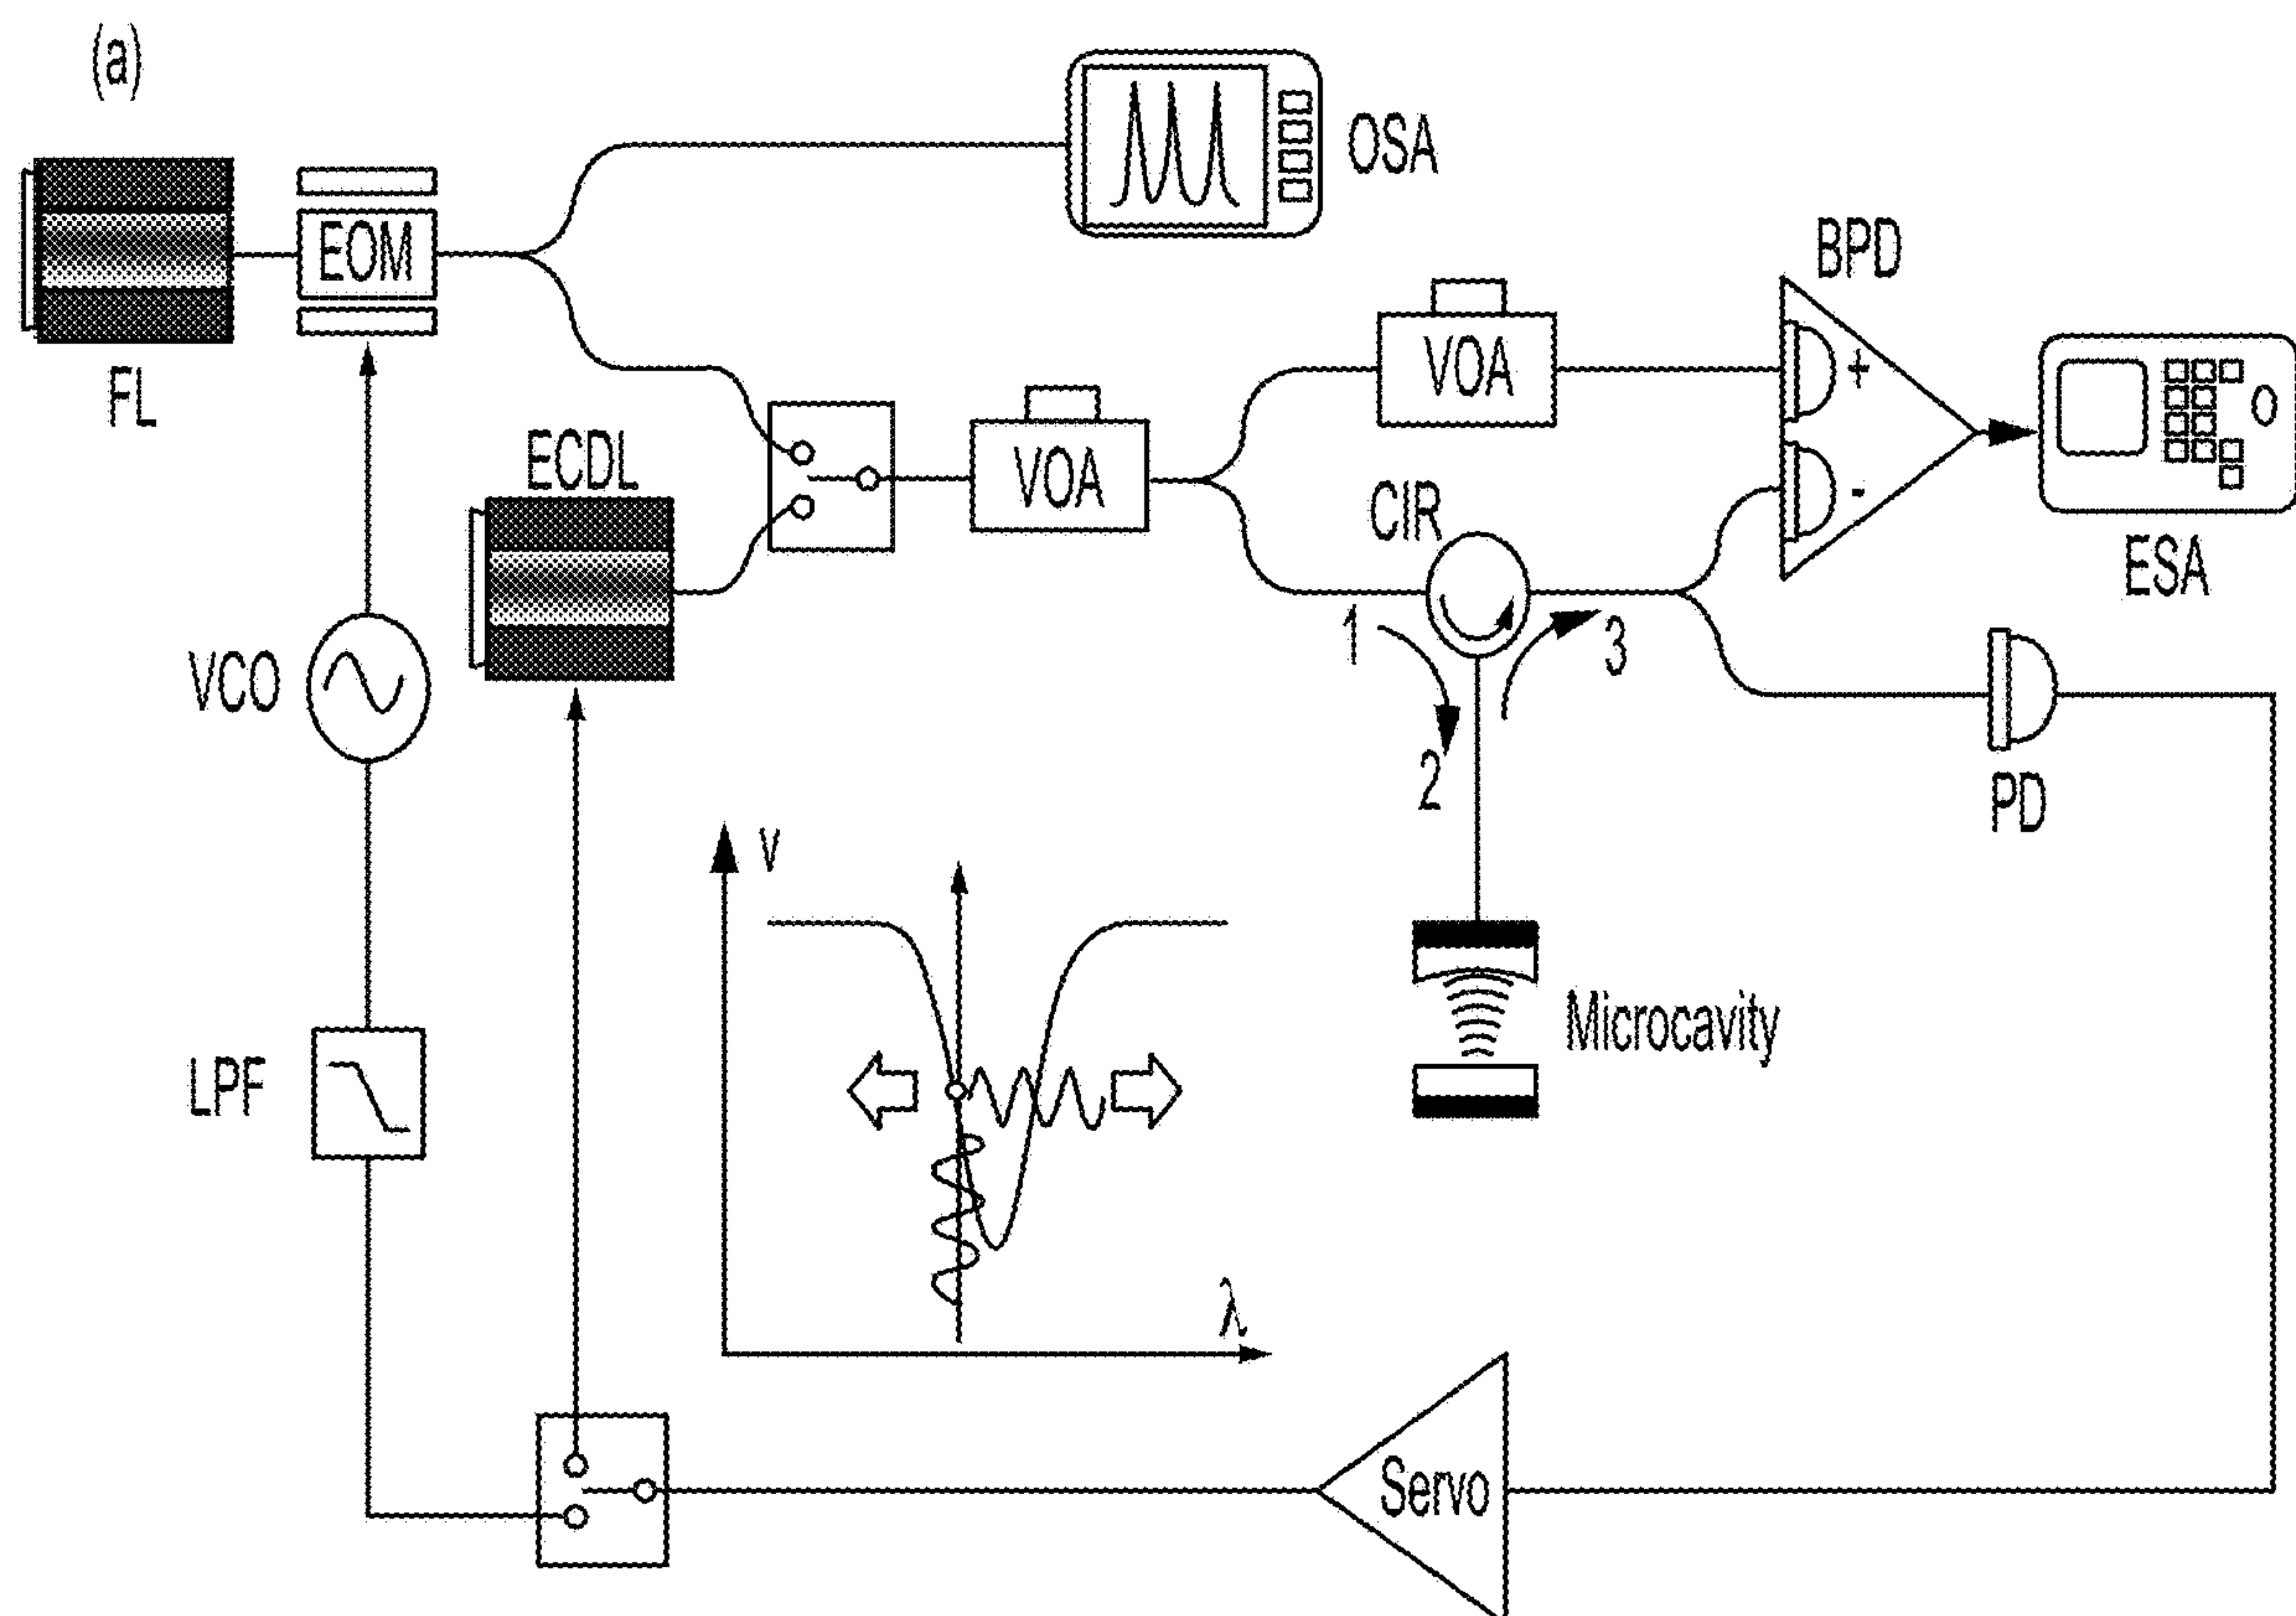 (a)
OSA
EOM
BPD
FL
VOA
+
ECDL
VOA
-
CIR
ESA
1
3
VCO
2
PD
v
Microcavity
LPF
λ
Servo